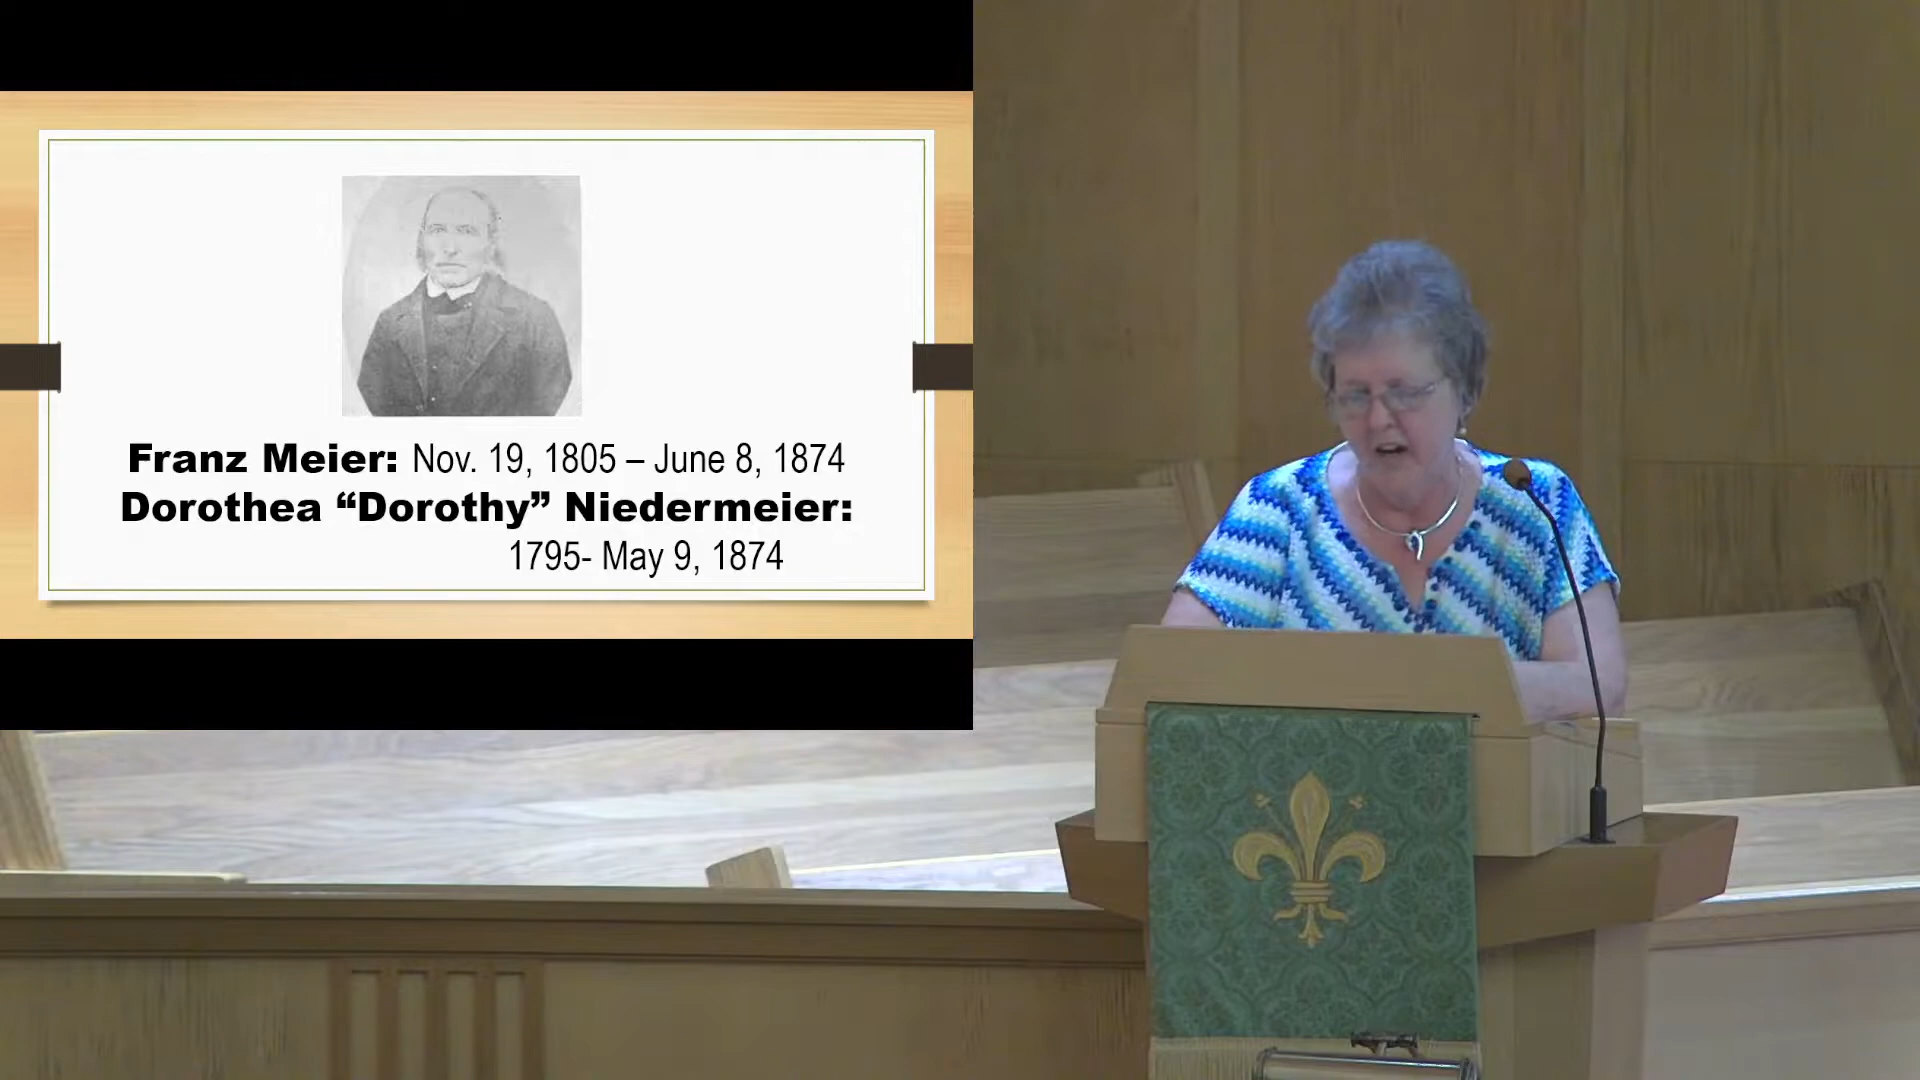 Franz Meier: Nov. 19, 1805 – June 8, 1874
Dorothea “Dorothy” Niedermeier:
1795- May 9, 1874